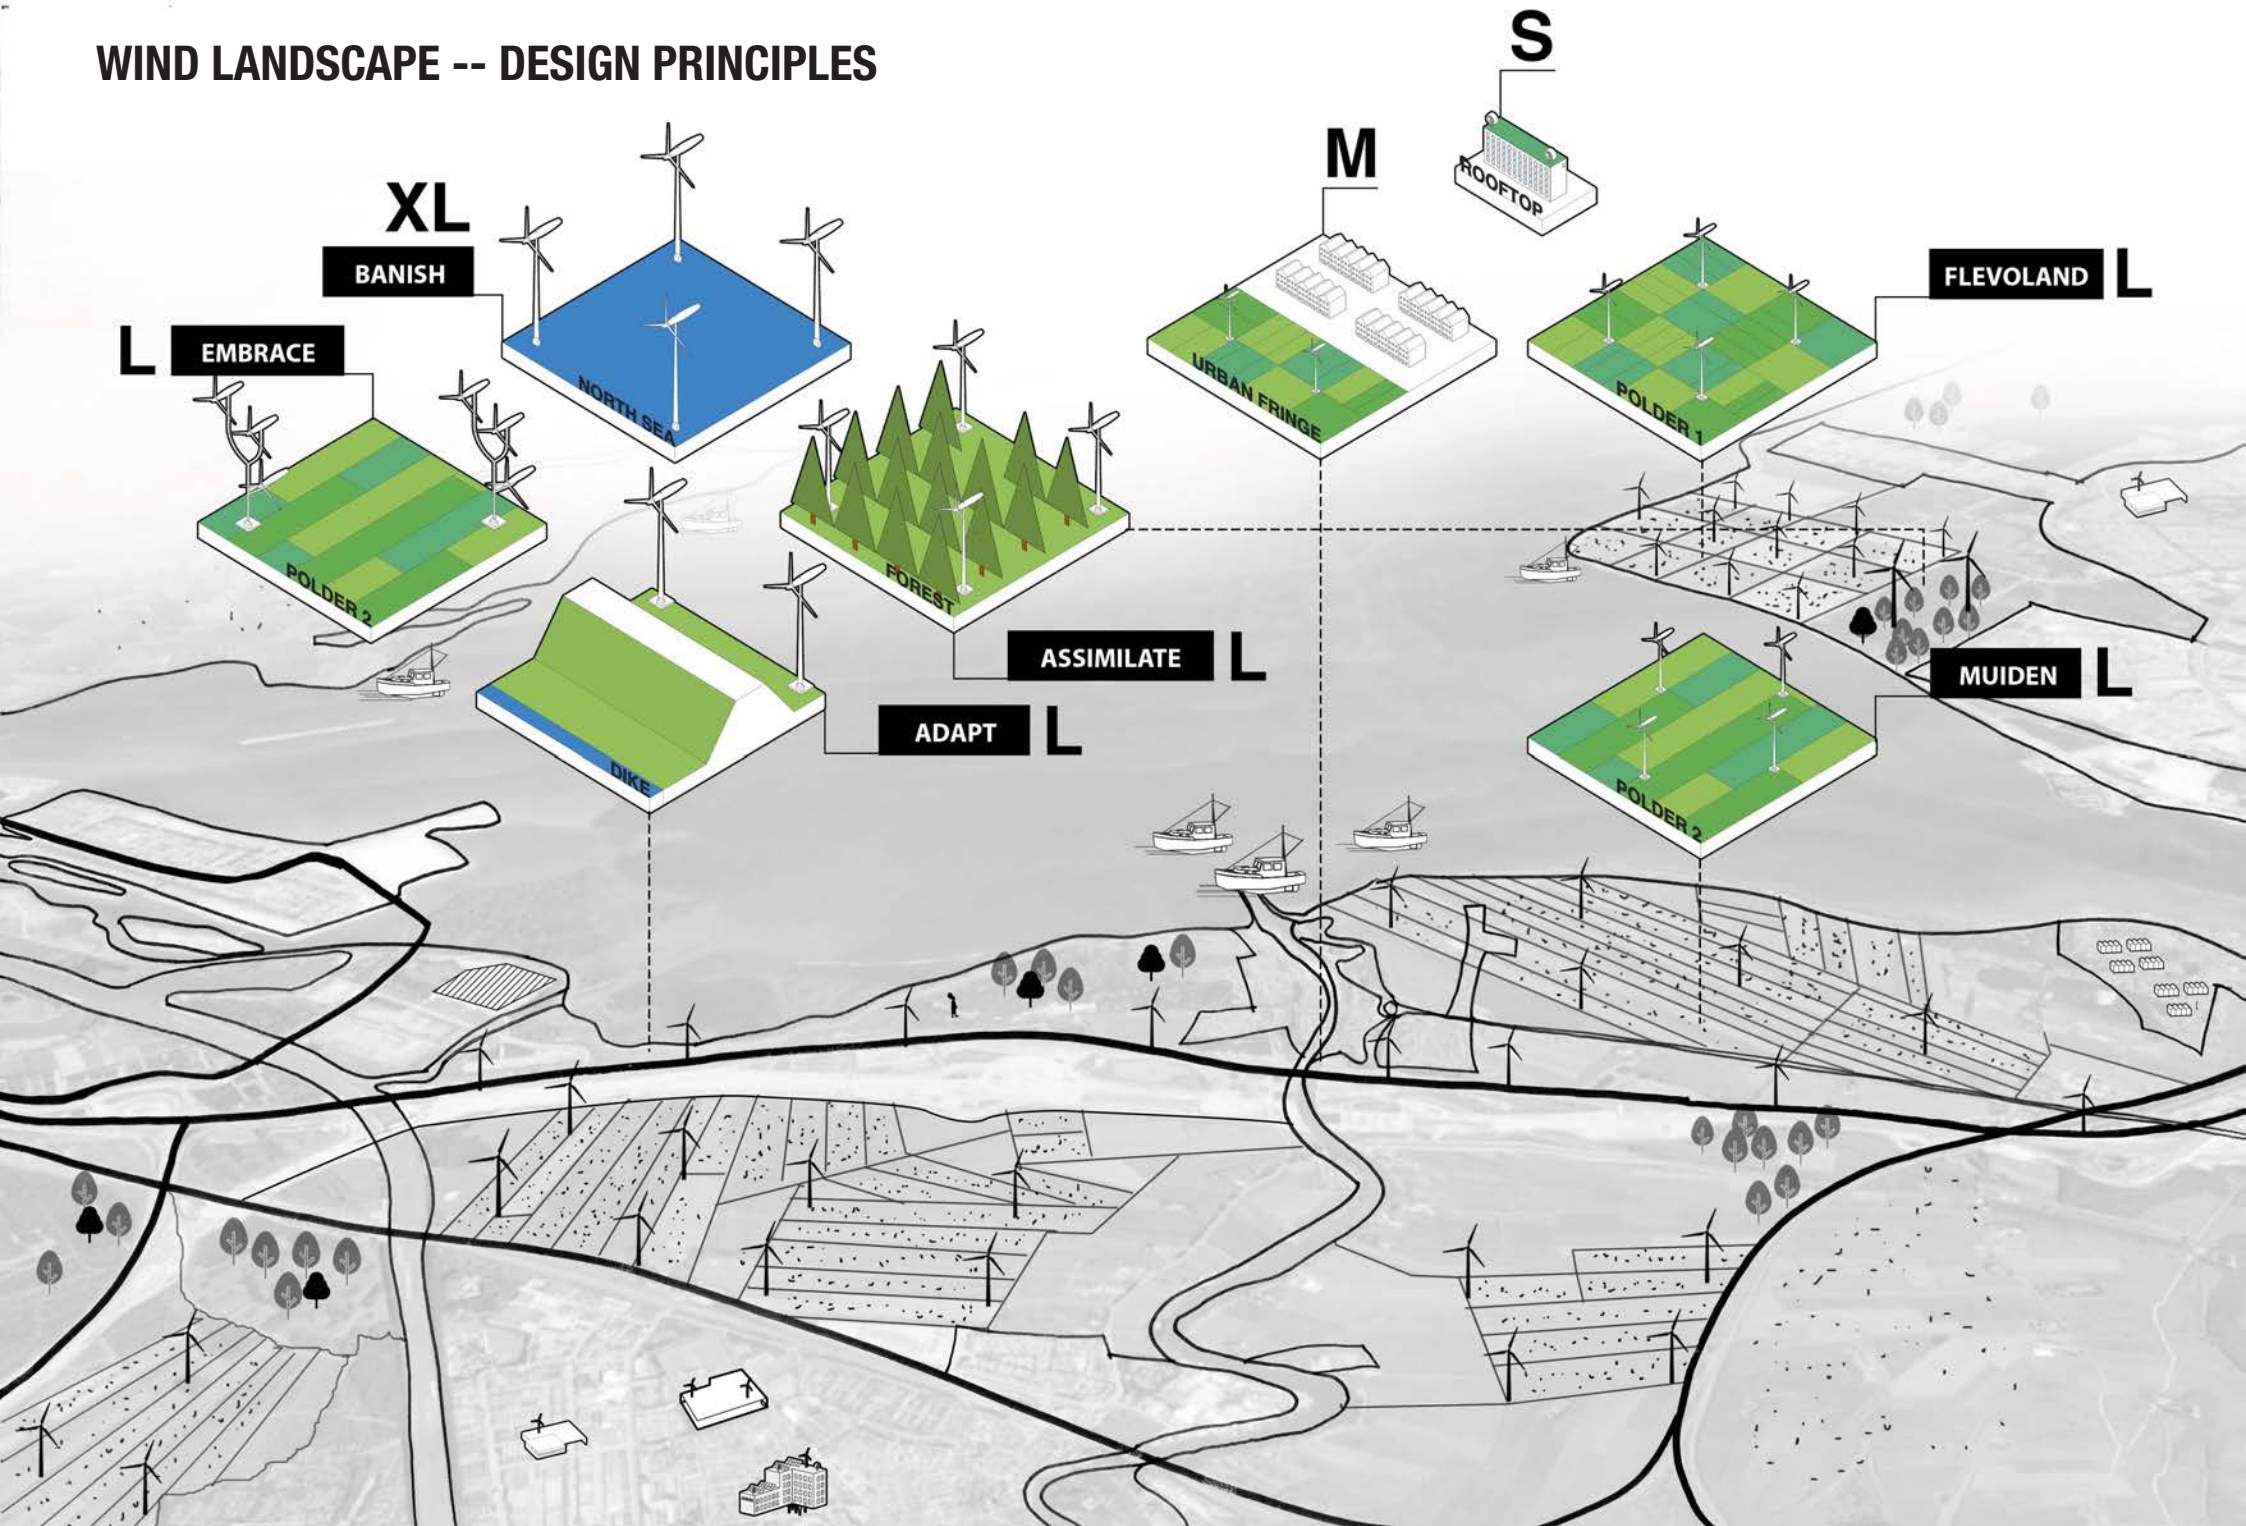 WIND LANDSCAPE -- DESIGN PRINCIPLES
S
ROOFTOP
M
URBAN FRINGE
XL
BANISH
NORTH SEA
FLEVOLAND L
POLDER 1
L EMBRACE
POLDER 2
FOREST
ASSIMILATE L
MUIDEN L
POLDER 2
ADAPT L
DIKE